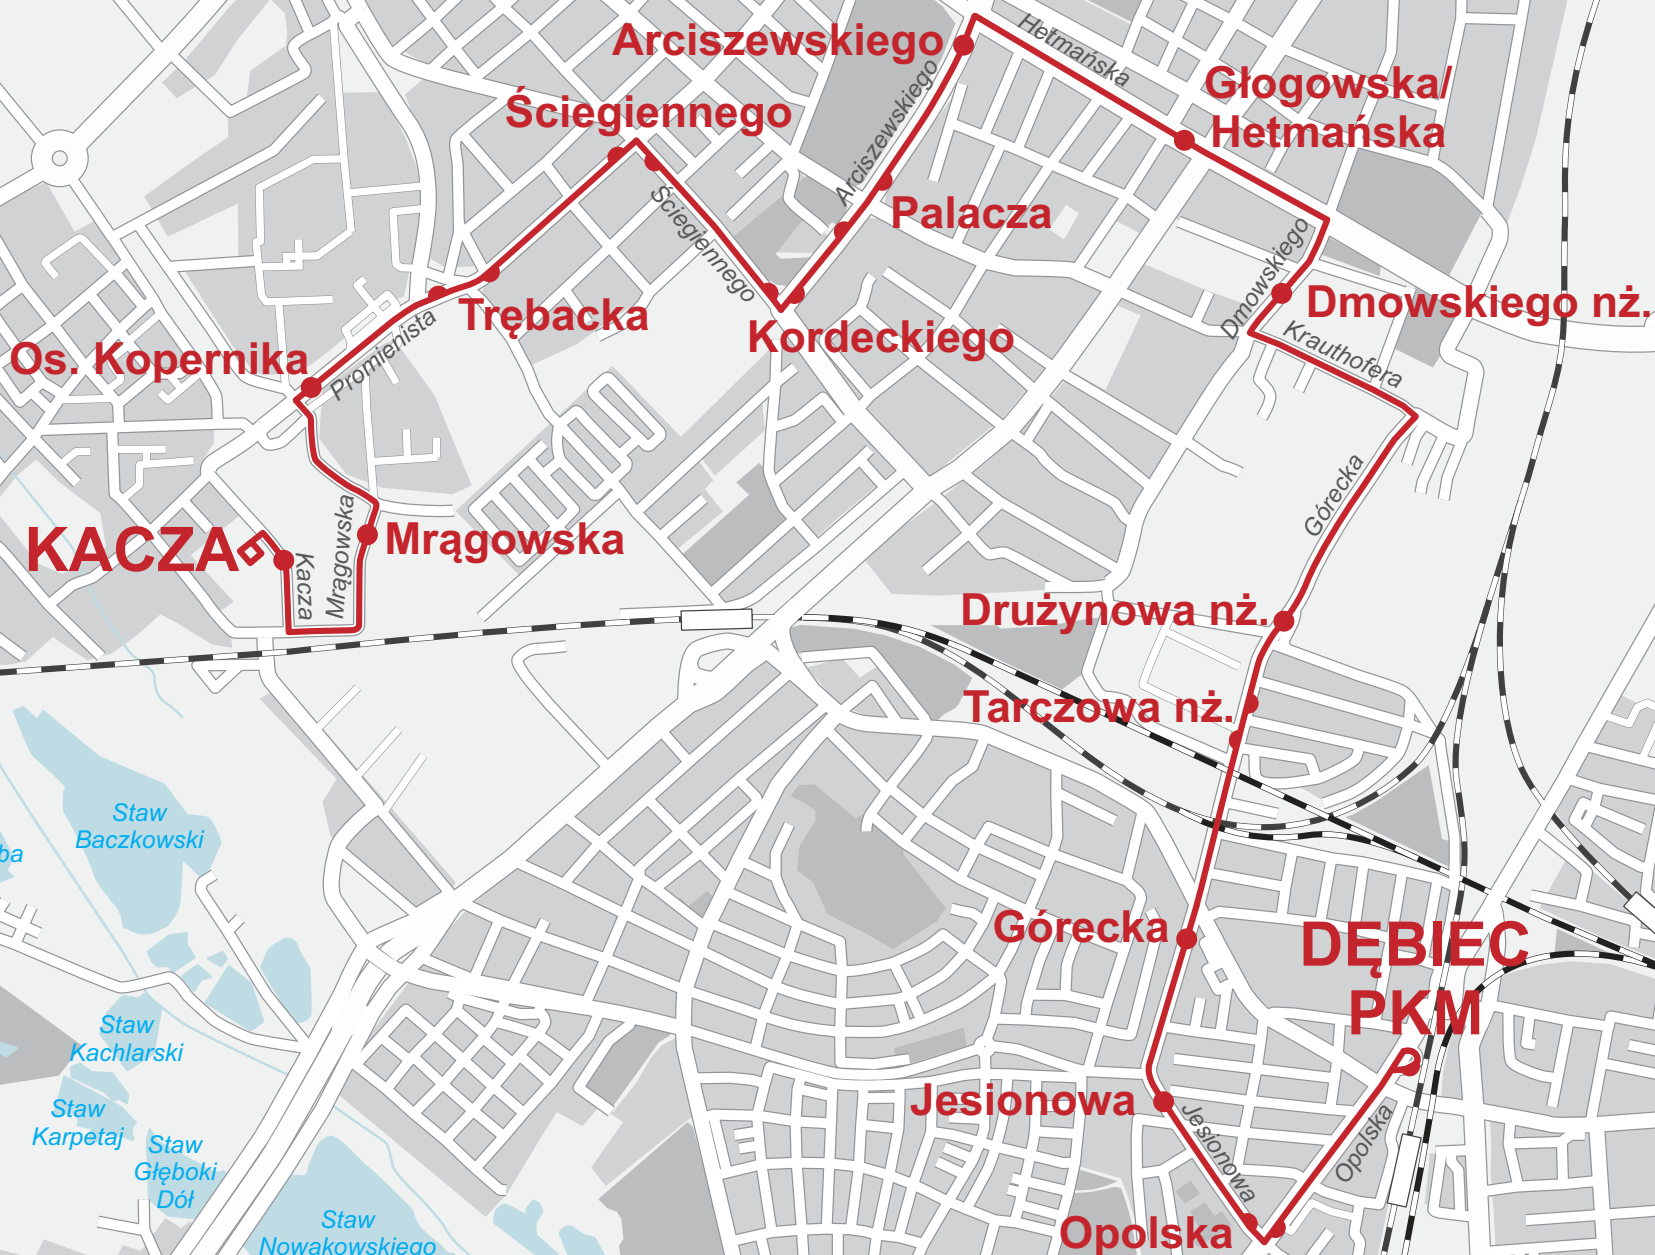 Arciszewskiego
Hetmańska
Głogowska/
Hetmańska
Ściegiennego
Arciszewskiego
Palacza
Ściegiennego
Dmowskiego
Dmowskiego nż.
Trębacka
Kordeckiego
Krauthofera
Os. Kopernika
Promienista
Górecka
KACZA
Kacza
Mrągowska
Mrągowska
Drużynowa nż.
Tarczowa nż.
Staw
Baczkowski
ba
Górecka
DĘBIEC
PKM
Staw
Kachlarski
Jesionowa
Jesionowa
Opolska
Staw
Karpetaj
Staw
Głęboki
Dół
Staw
Nowakowskiego
Opolska